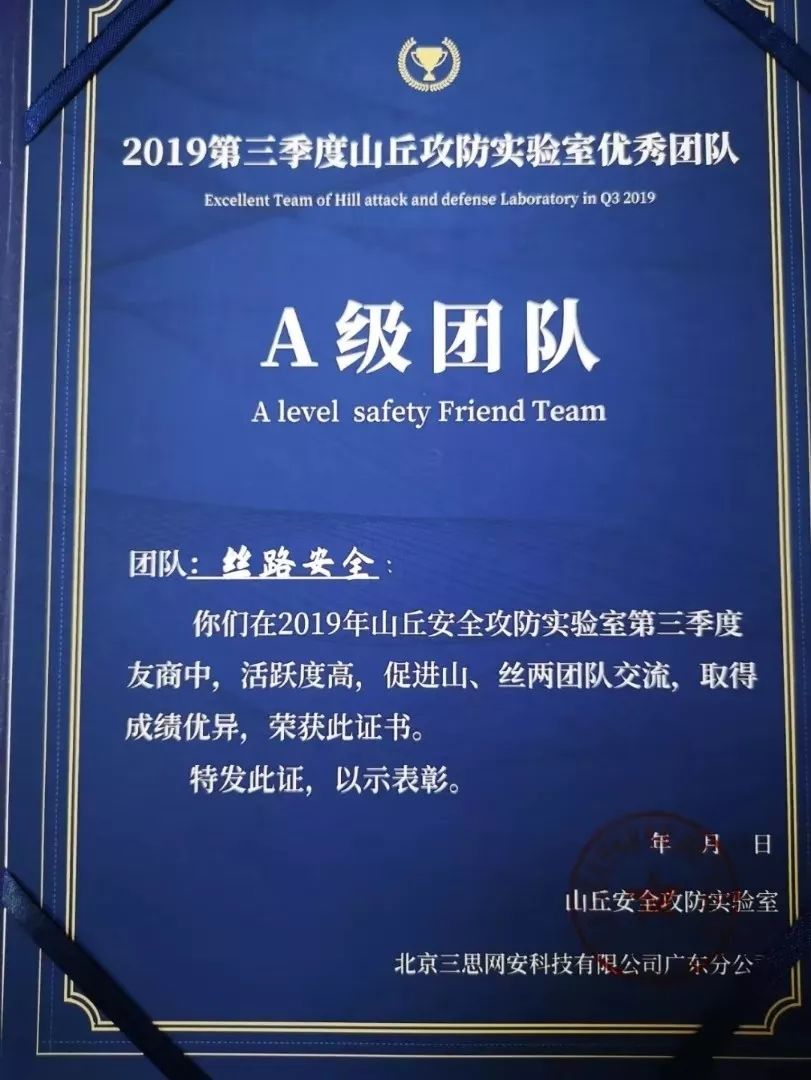 2019第三季度山丘攻防实验室优秀团队
Excellent Team of Hill attack and defense Laboratory in Q3 2019
A级团队
A level safety Friend Team
团队：丝路安全：
你们在2019年山丘安全攻防实验室第三季度
友商中，活跃度高，促进山、丝两团队交流，取得
成绩优异，荣获此证书。
特发此证，以示表彰。
年 月 日
山丘安全攻防实验室
北京三思网安科技有限公司广东分公司